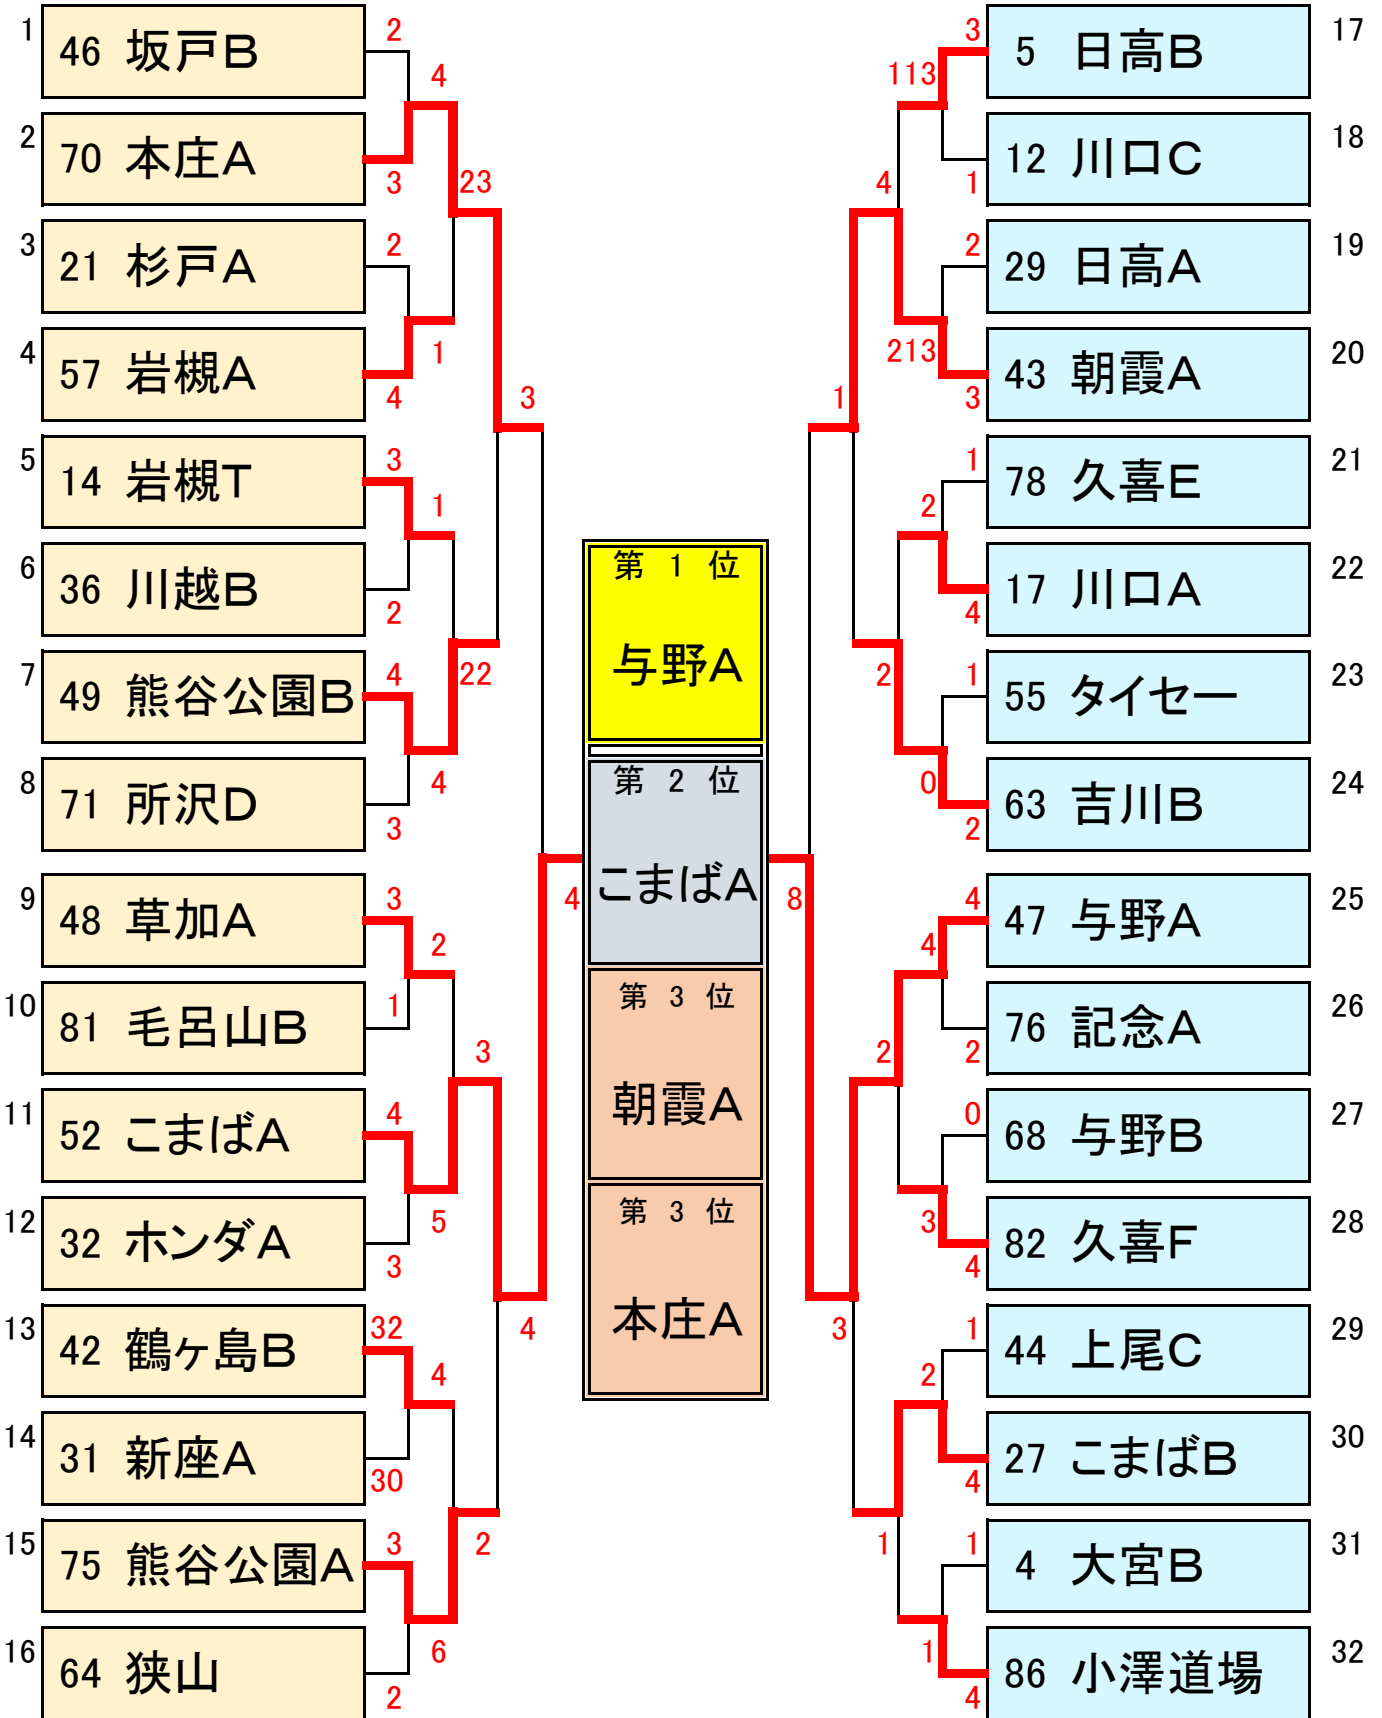 1 46 坂戸B 2
4
2 70 本庄A 3
23
3 21 杉戸A 2
1
4 57 岩槻A 4
3
5 14 岩槻T 3
1
6 36 川越B 2
22
7 49 熊谷公園B 4
4
8 71 所沢D 3
4
9 48 草加A 3
2
10 81 毛呂山B 1
3
11 52 こまばA 4
5
12 32 ホンダA 3
4
13 42 鶴ヶ島B 32
4
14 31 新座A 30
2
15 75 熊谷公園A 3
6
16 64 狭山 2
第 1 位
与野A
第 2 位
こまばA
第 3 位
朝霞A
第 3 位
本庄A
3 5 日高B 17
113
1 12 川口C 18
4
2 29 日高A 19
213
3 43 朝霞A 20
1
1 78 久喜E 21
2
4 17 川口A 22
2
1 55 タイセー 23
0
2 63 吉川B 24
8
4 47 与野A 25
4
2 76 記念A 26
2
0 68 与野B 27
3
4 82 久喜F 28
3
1 44 上尾C 29
2
4 27 こまばB 30
1
1 4 大宮B 31
1
4 86 小澤道場 32